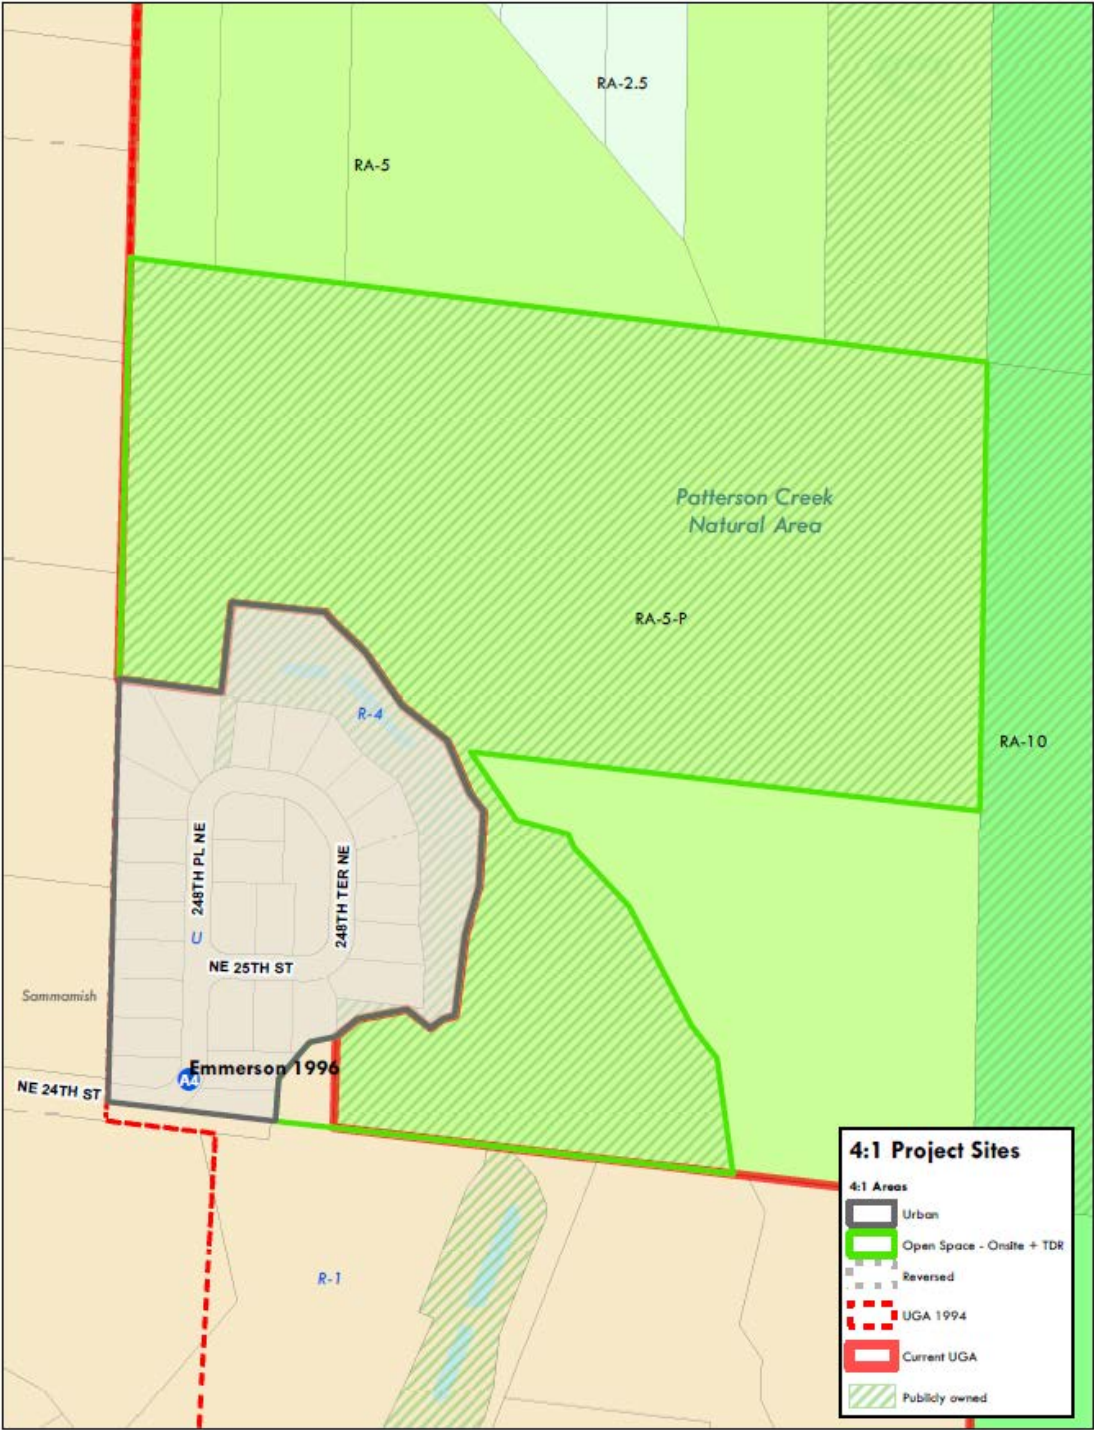 RA-2.5
RA-5
Patterson Creek
Natural Area
RA-5-P
R-4
RA-10
248TH PL NE
248TH TER NE
U
NE 25TH ST
Sammamish
Emmerson 1996
A4
NE 24TH ST
R-1
4:1 Project Sites
4:1 Areas
Urban
Open Space - Onsite + TDR
Reversed
UGA 1994
Current UGA
Publicly owned